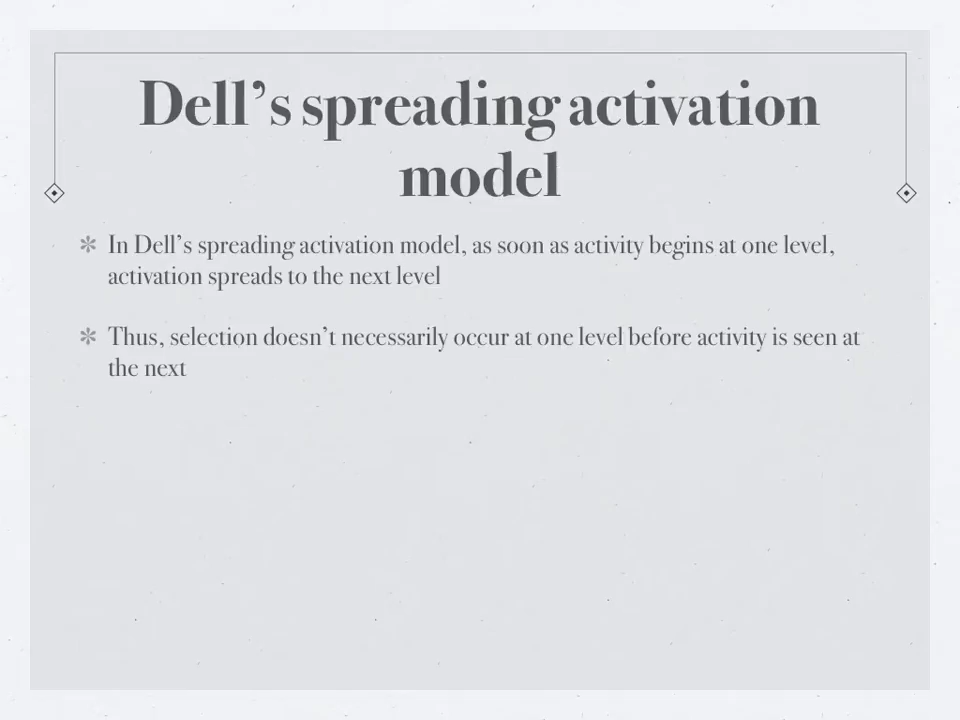 Dell’s spreading activation
model
✻ In Dell’s spreading activation model, as soon as activity begins at one level,
activation spreads to the next level
✻ Thus, selection doesn’t necessarily occur at one level before activity is seen at
the next